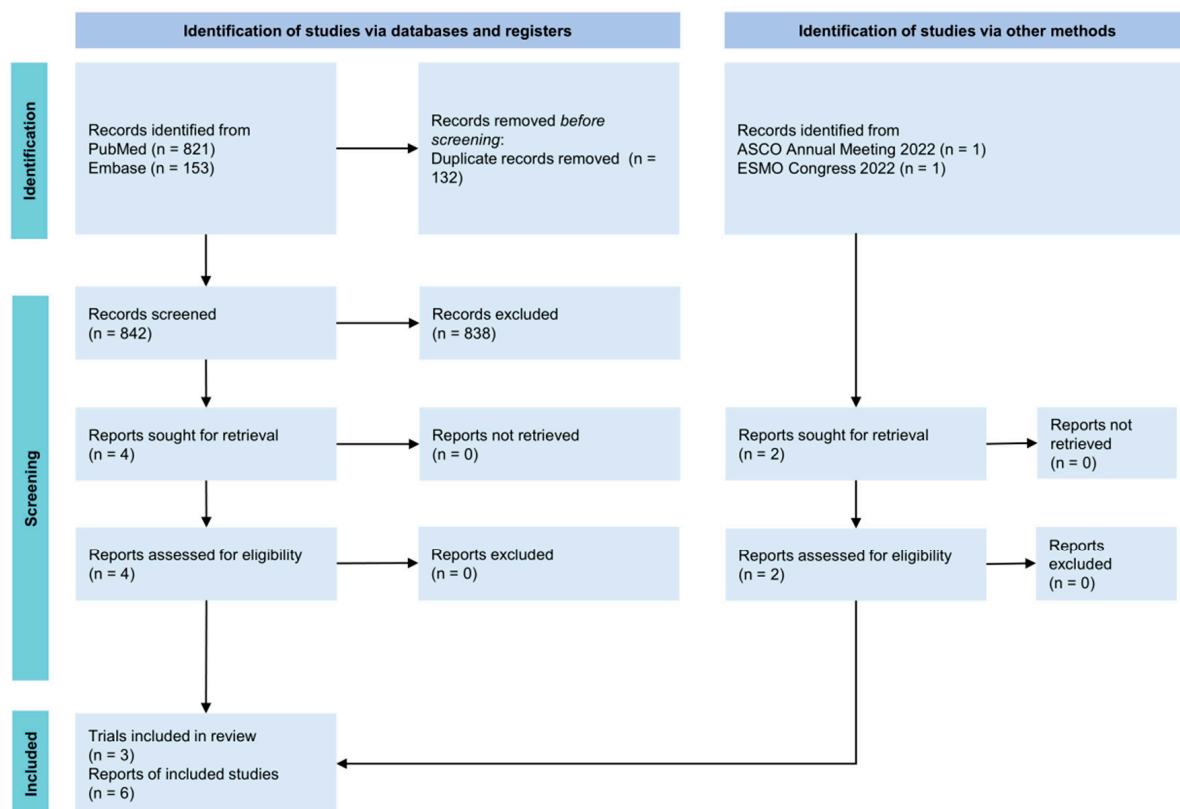 Identification of studies via databases and registers
Identification of studies via other methods
Identification
Records identified from
PubMed (n = 821)
Embase (n = 153)
Records removed before
screening:
Duplicate records removed  (n =
132)
Records identified from
ASCO Annual Meeting 2022 (n = 1)
ESMO Congress 2022 (n = 1)
Screening
Records screened
(n = 842)
Records excluded
(n = 838)
Reports sought for retrieval
(n = 4)
Reports not retrieved
(n = 0)
Reports sought for retrieval
(n = 2)
Reports not
retrieved
(n = 0)
Reports assessed for eligibility
(n = 4)
Reports excluded
(n = 0)
Reports assessed for eligibility
(n = 2)
Reports
excluded
(n = 0)
Included
Trials included in review
(n = 3)
Reports of included studies
(n = 6)